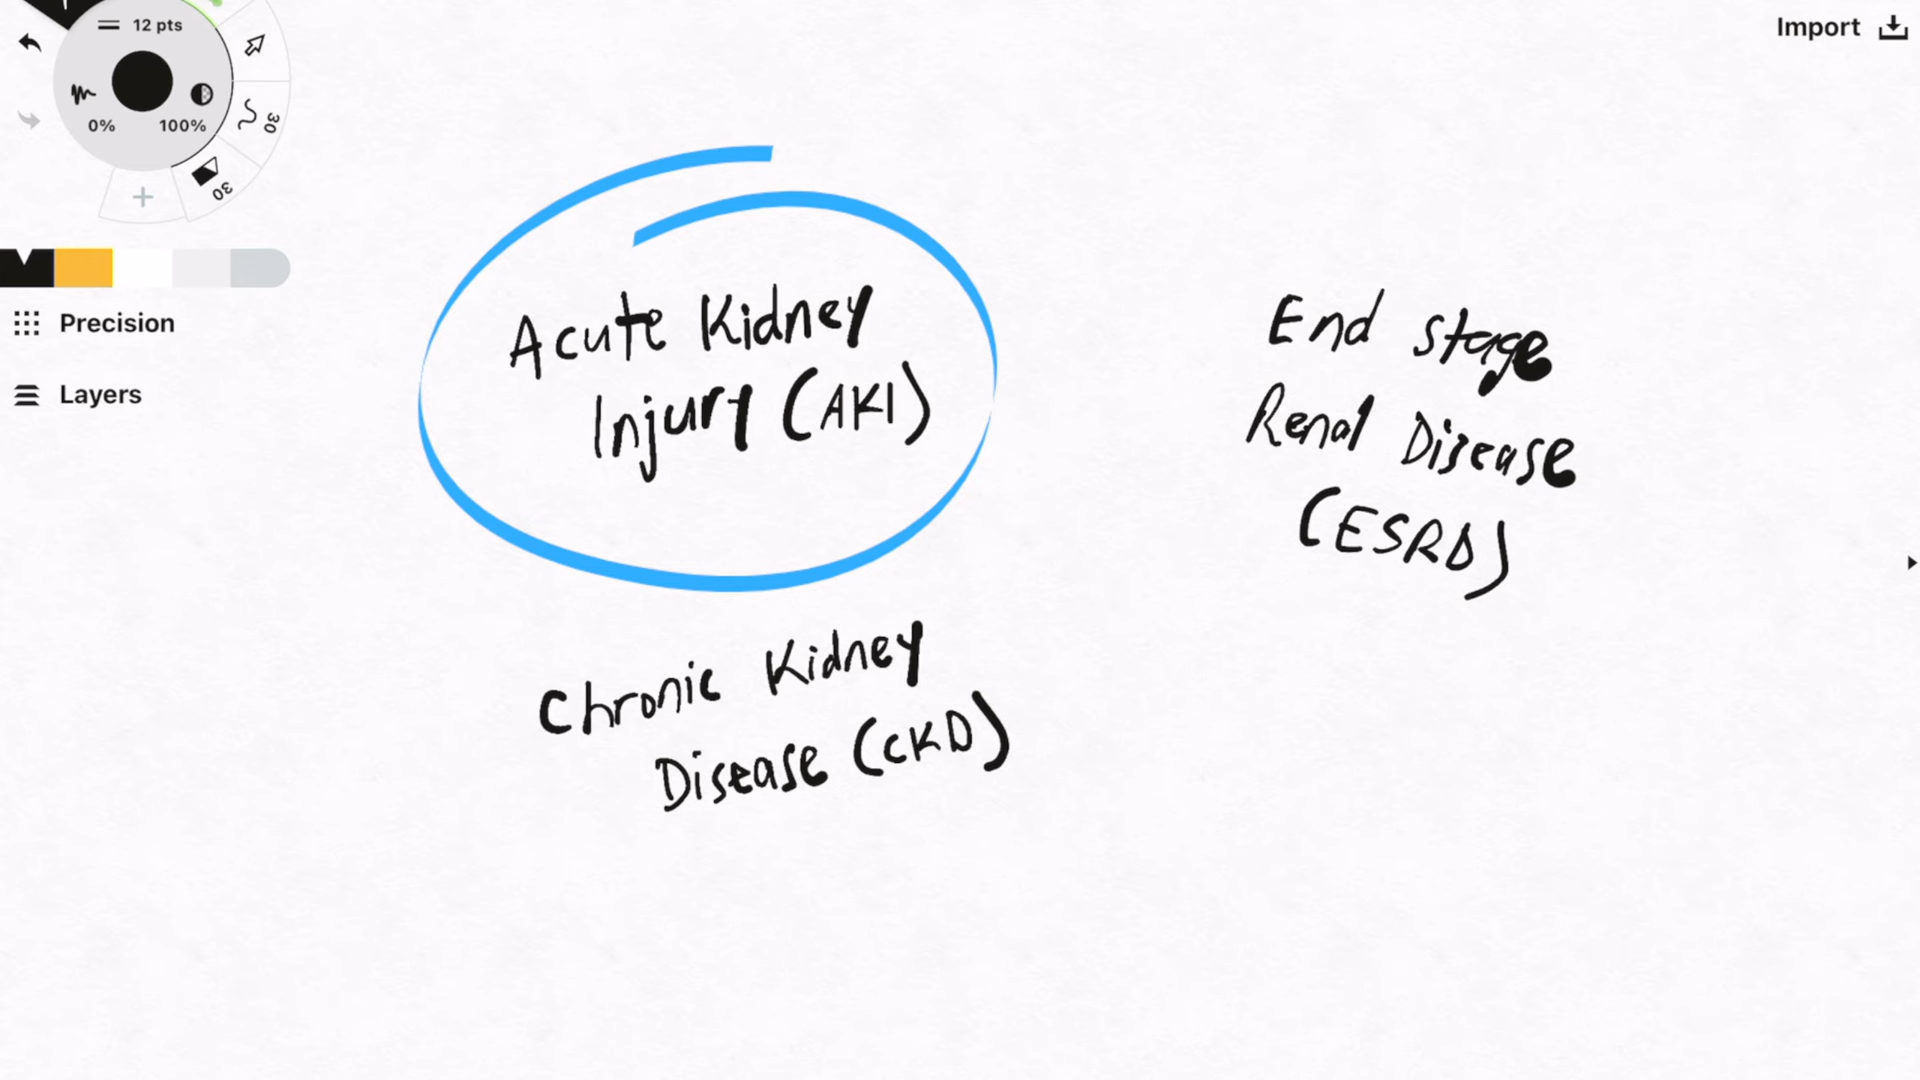 12 pts
0%
100%
30
30
Import
Precision
Layers
Acute Kidney
Injury (AKI)
End stage
Renal Disease
(ESRD)
Chronic Kidney
Disease (CKD)